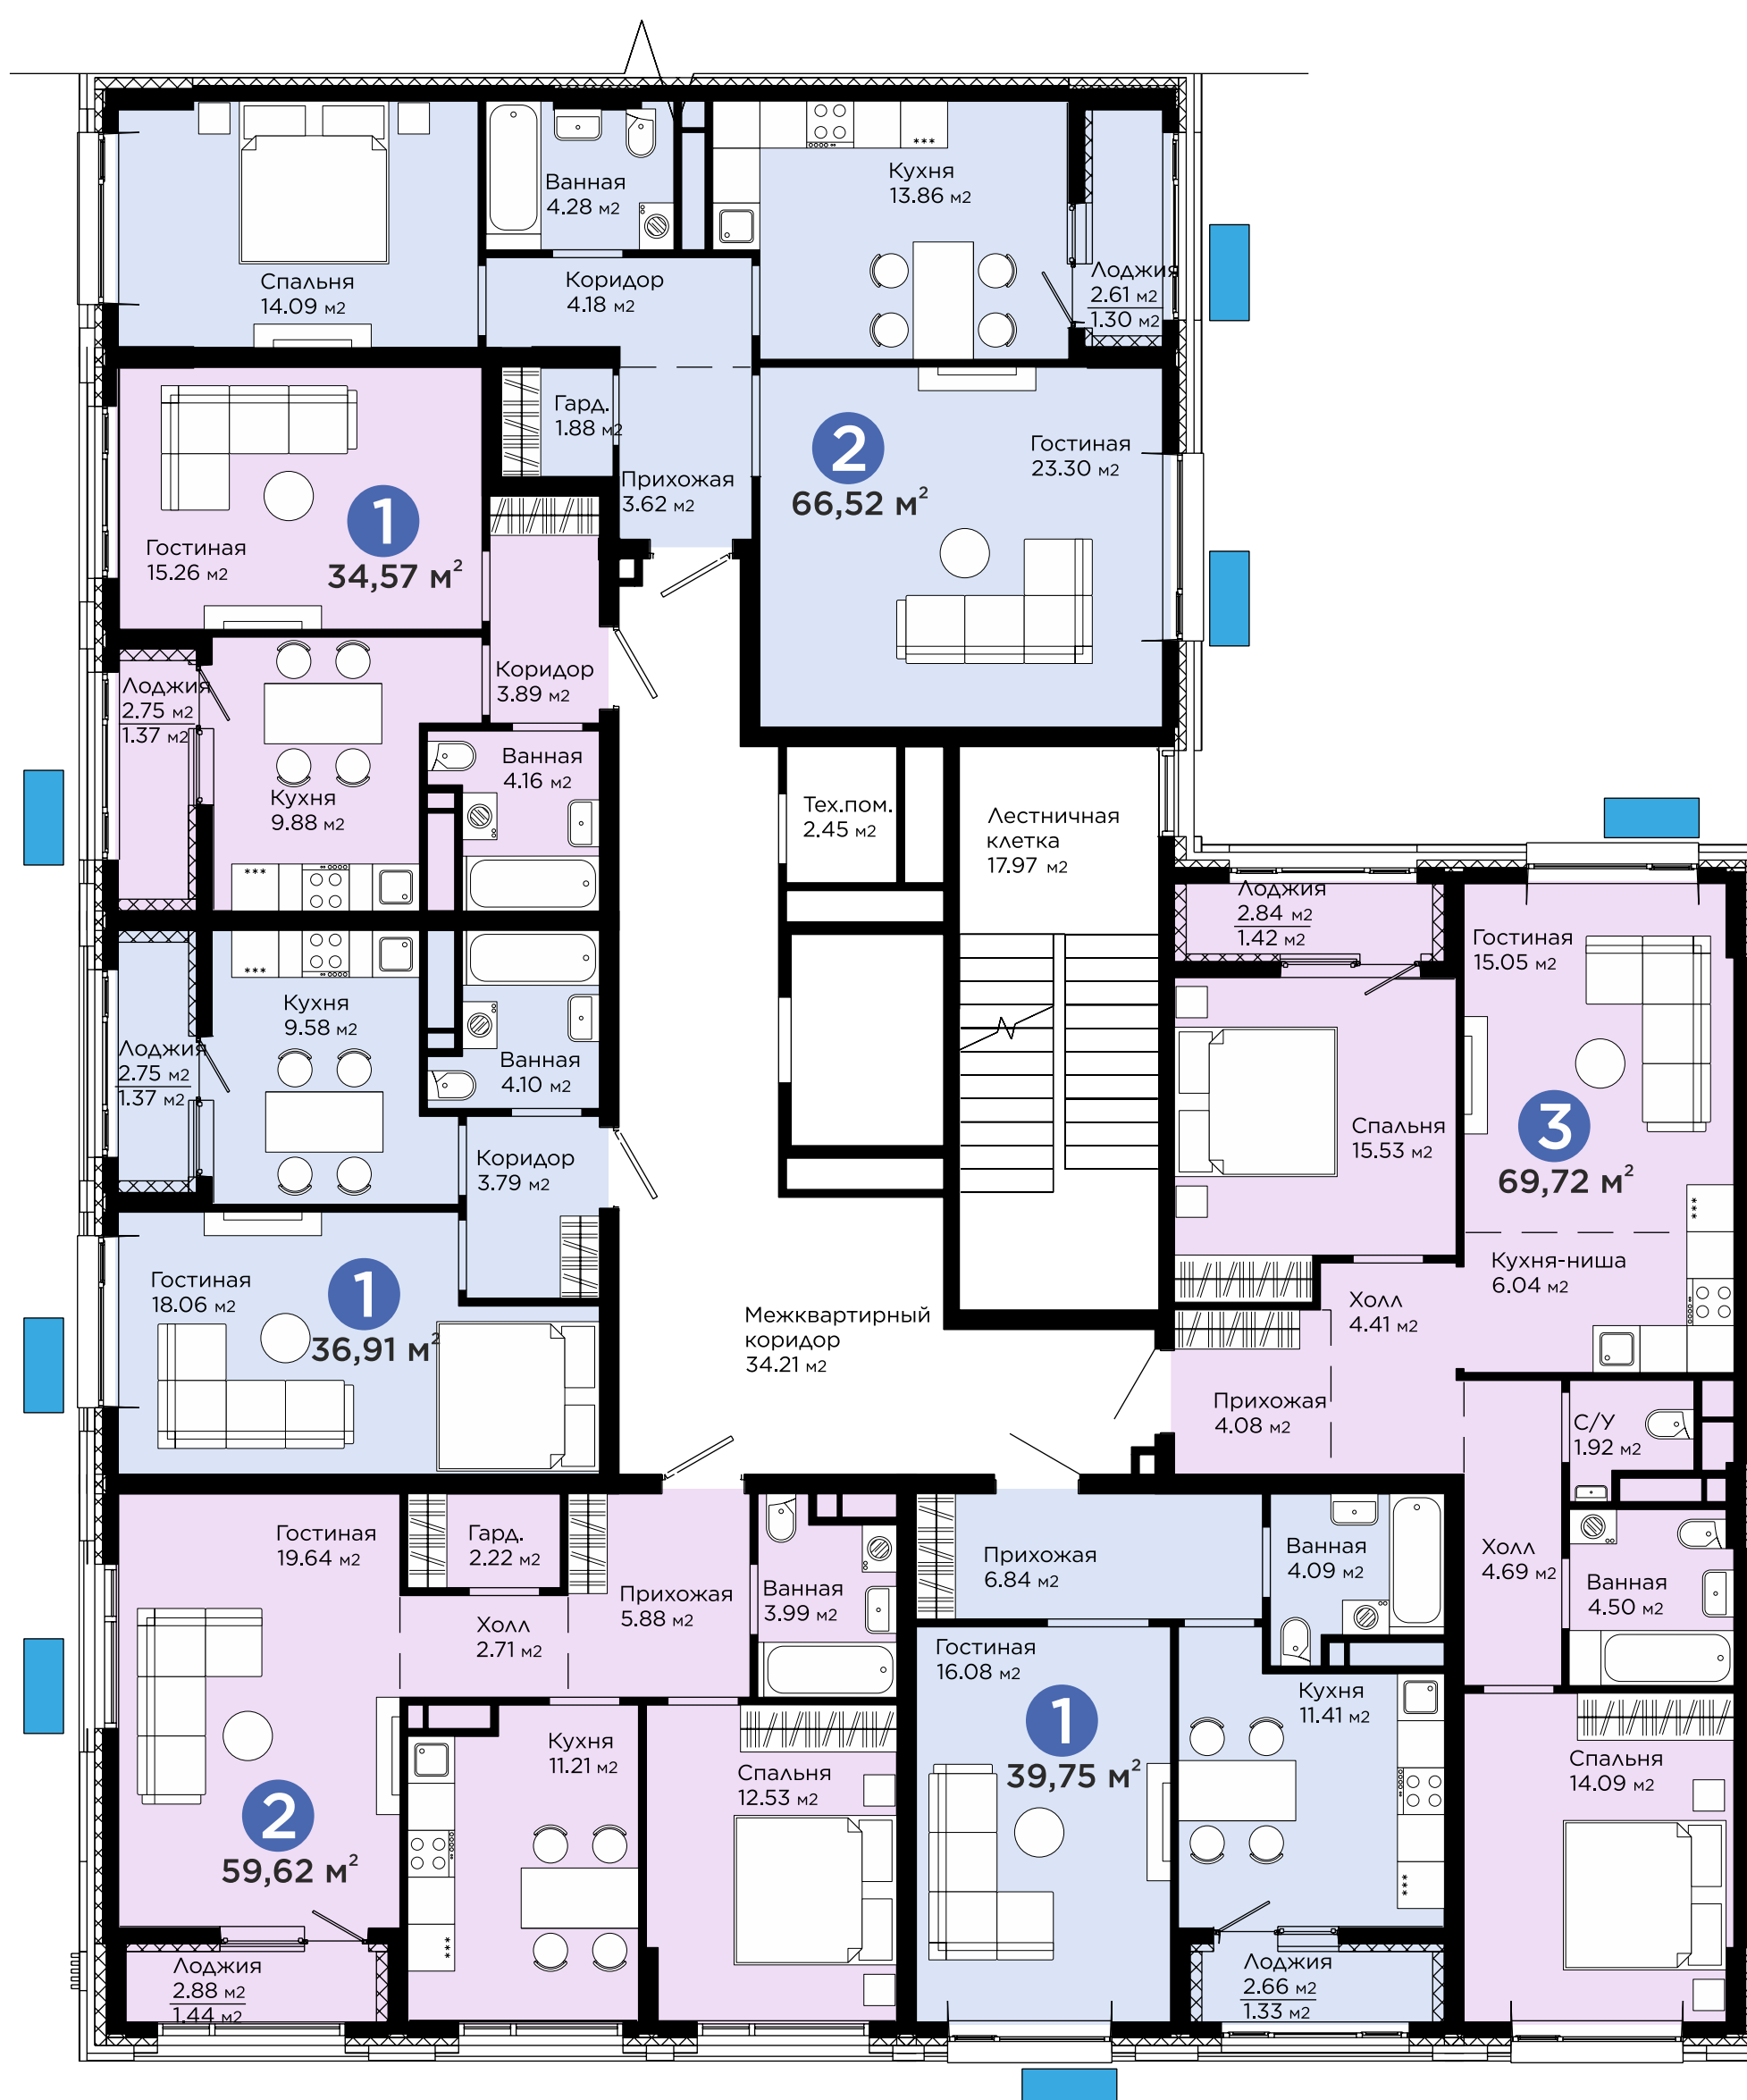 Спальня
14.09 м2
Ванная
4.28 м2
Коридор
4.18 м2
Кухня
13.86 м2
Лоджия
2.61 м2
1.30 м2
Гард.
1.88 м2
Прихожая
3.62 м2
2
66,52 м²
Гостиная
23.30 м2
Гостиная
15.26 м2
1
34,57 м²
Коридор
3.89 м2
Лоджия
2.75 м2
1.37 м2
Кухня
9.88 м2
Ванная
4.16 м2
***
Тех.пом.
2.45 м2
Лестничная
клетка
17.97 м2
Лоджия
2.84 м2
1.42 м2
Гостиная
15.05 м2
***
Кухня
9.58 м2
Лоджия
2.75 м2
1.37 м2
Ванная
4.10 м2
Коридор
3.79 м2
Спальня
15.53 м2
3
69,72 м²
***
Гостиная
18.06 м2
1
36,91 м²
Межквартирный
коридор
34.21 м2
Холл
4.41 м2
Кухня-ниша
6.04 м2
Прихожая
4.08 м2
С/У
1.92 м2
Гостиная
19.64 м2
Гард.
2.22 м2
Холл
2.71 м2
Прихожая
5.88 м2
Ванная
3.99 м2
Прихожая
6.84 м2
Ванная
4.09 м2
Холл
4.69 м2
Ванная
4.50 м2
2
59,62 м²
Кухня
11.21 м2
***
Спальня
12.53 м2
Гостиная
16.08 м2
1
39,75 м²
Кухня
11.41 м2
***
Спальня
14.09 м2
Лоджия
2.88 м2
1.44 м2
Лоджия
2.66 м2
1.33 м2
***